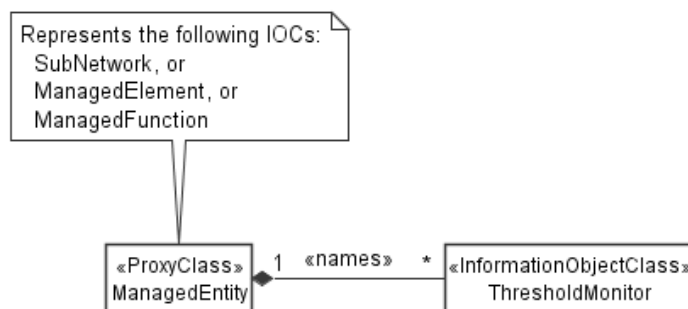 Represents the following IOCs:
SubNetwork, or
ManagedElement, or
ManagedFunction
«ProxyClass»
ManagedEntity
1 «names» *
«InformationObjectClass»
ThresholdMonitor